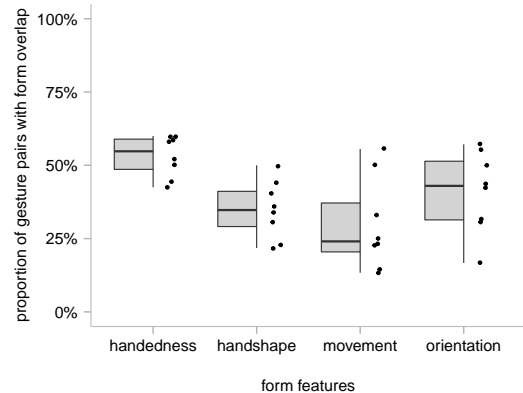 proportion of gesture pairs with form overlap
100%
75%
50%
25%
0%
handedness handshape movement orientation
form features